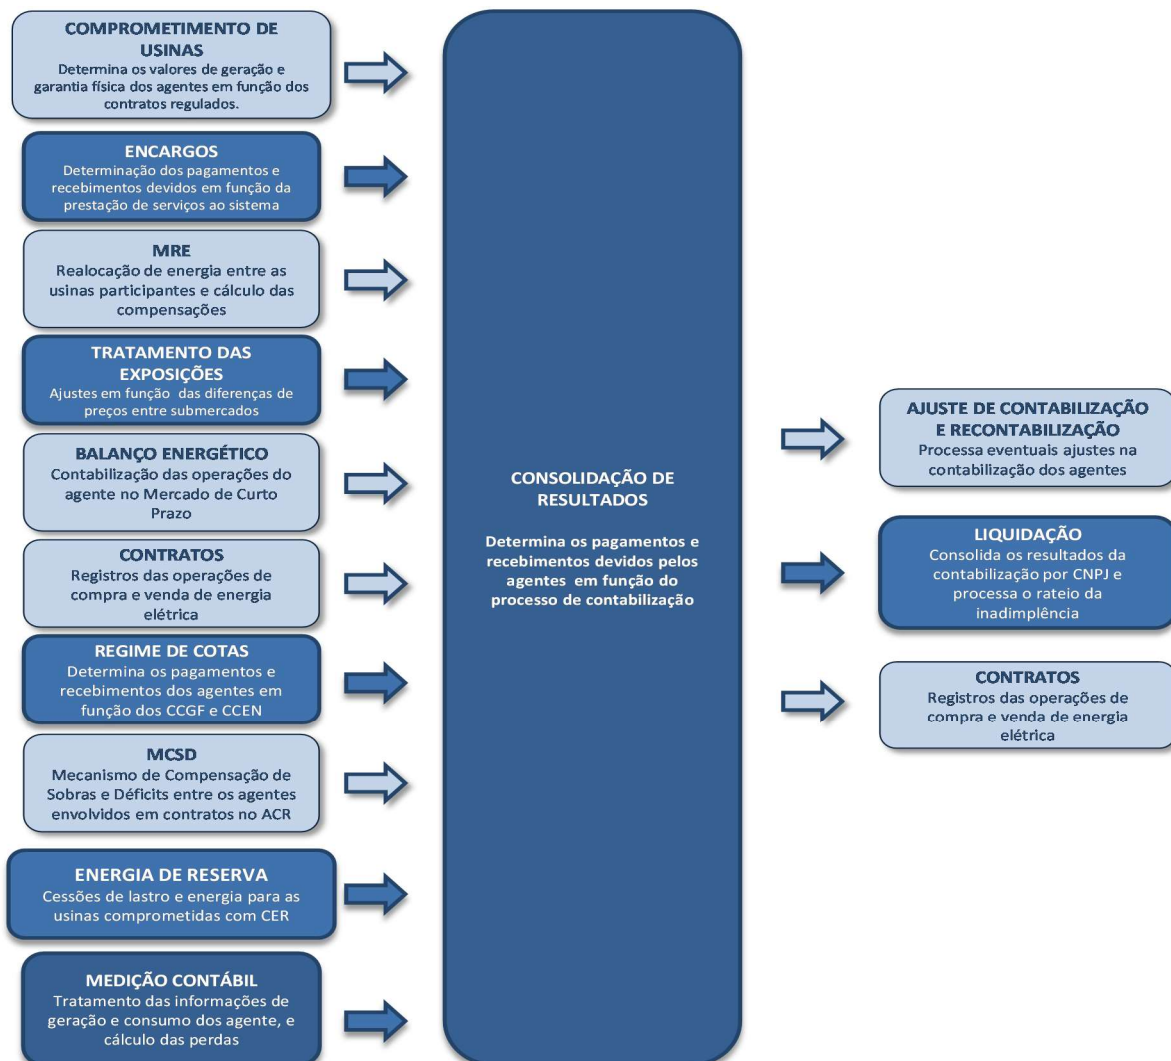 COMPROMETIMENTO DE
USINAS
Determina os valores de geração e
garantia física dos agentes em função dos
contratos regulados.
ENCARGOS
Determinação dos pagamentos e
recebimentos devidos em função da
prestação de serviços ao sistema
MRE
Realocação de energia entre as
usinas participantes e cálculo das
compensações
TRATAMENTO DAS
EXPOSIÇÕES
Ajustes em função das diferenças de
preços entre submercados
BALANÇO ENERGÉTICO
Contabilização das operações do
agente no Mercado de Curto
Prazo
CONTRATOS
Registros das operações de
compra e venda de energia
elétrica
REGIME DE COTAS
Determina os pagamentos e
recebimentos dos agentes em
função dos CCGF e CCEN
MCSD
Mecanismo de Compensação de
Sobras e Déficits entre os agentes
envolvidos em contratos no ACR
ENERGIA DE RESERVA
Cessões de lastro e energia para as
usinas comprometidas com CER
MEDIÇÃO CONTÁBIL
Tratamento das informações de
geração e consumo dos agente, e
cálculo das perdas
CONSOLIDAÇÃO DE
RESULTADOS
Determina os pagamentos e
recebimentos devidos pelos
agentes em função do
processo de contabilização
AJUSTE DE CONTABILIZAÇÃO
E RECONTABILIZAÇÃO
Processa eventuais ajustes na
contabilização dos agentes
LIQUIDAÇÃO
Consolida os resultados da
contabilização por CNPJ e
processa o rateio da
inadimplência
CONTRATOS
Registros das operações de
compra e venda de energia
elétrica